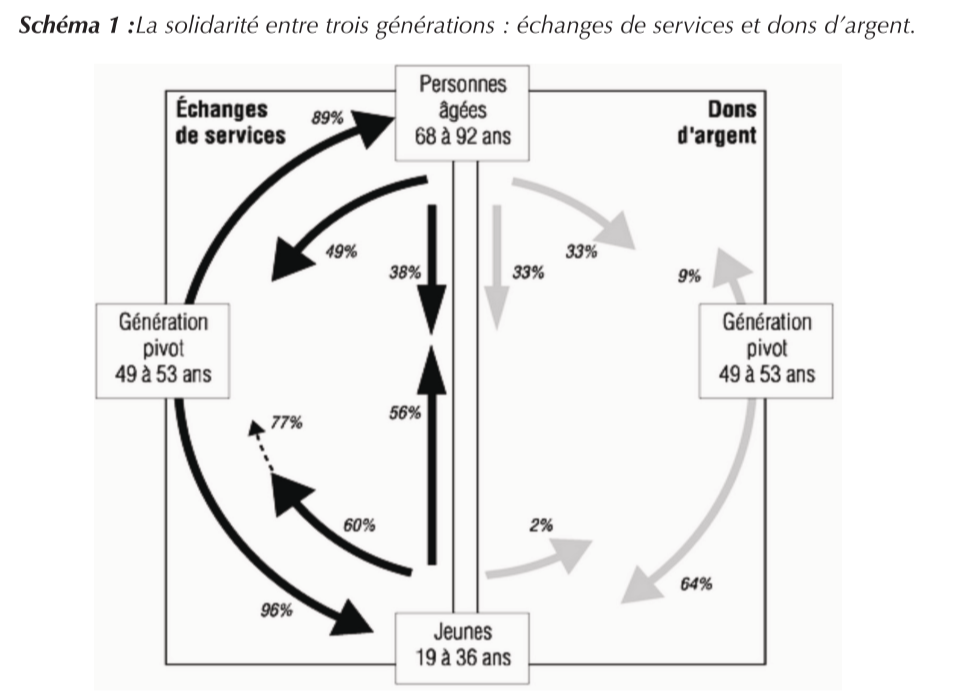 Schéma 1 :La solidarité entre trois générations : échanges de services et dons d'argent.
Personnes
âgées
68 à 92 ans
Échanges
de services
89%
Dons
d'argent
49%
38%
33%
33%
9%
Génération
pivot
49 à 53 ans
Génération
pivot
49 à 53 ans
77%
56%
60%
2%
96%
64%
Jeunes
19 à 36 ans